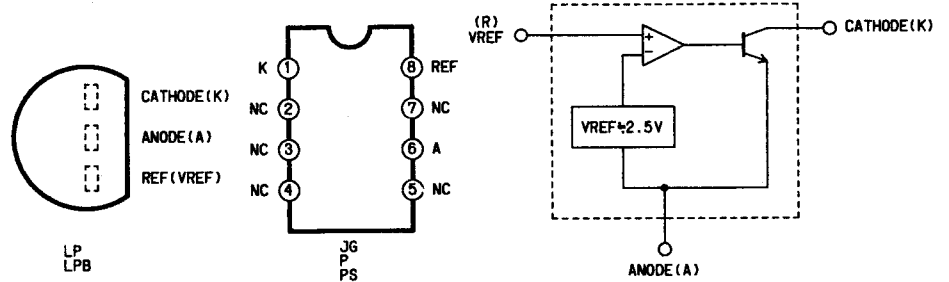 CATHODE(K)
ANODE(A)
REF(VREF)
LP
LPB
K 1 8 REF
NC 2 7 NC
NC 3 6 A
NC 4 5 NC
JG
P
PS
(R)
VREF
+
−
CATHODE(K)
VREF≒2.5V
ANODE(A)